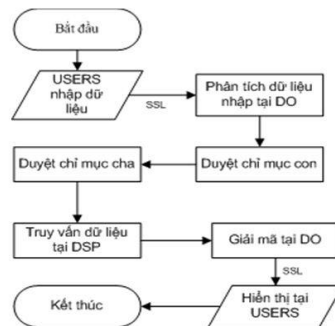 Bắt đầu
USERS
nhập dữ
liệu
SSL
Phân tích dữ liệu
nhập tại DO
Duyệt chỉ mục con
Duyệt chỉ mục cha
Truy vấn dữ liệu
tại DSP
Giải mã tại DO
SSL
Hiển thị tại
USERS
Kết thúc